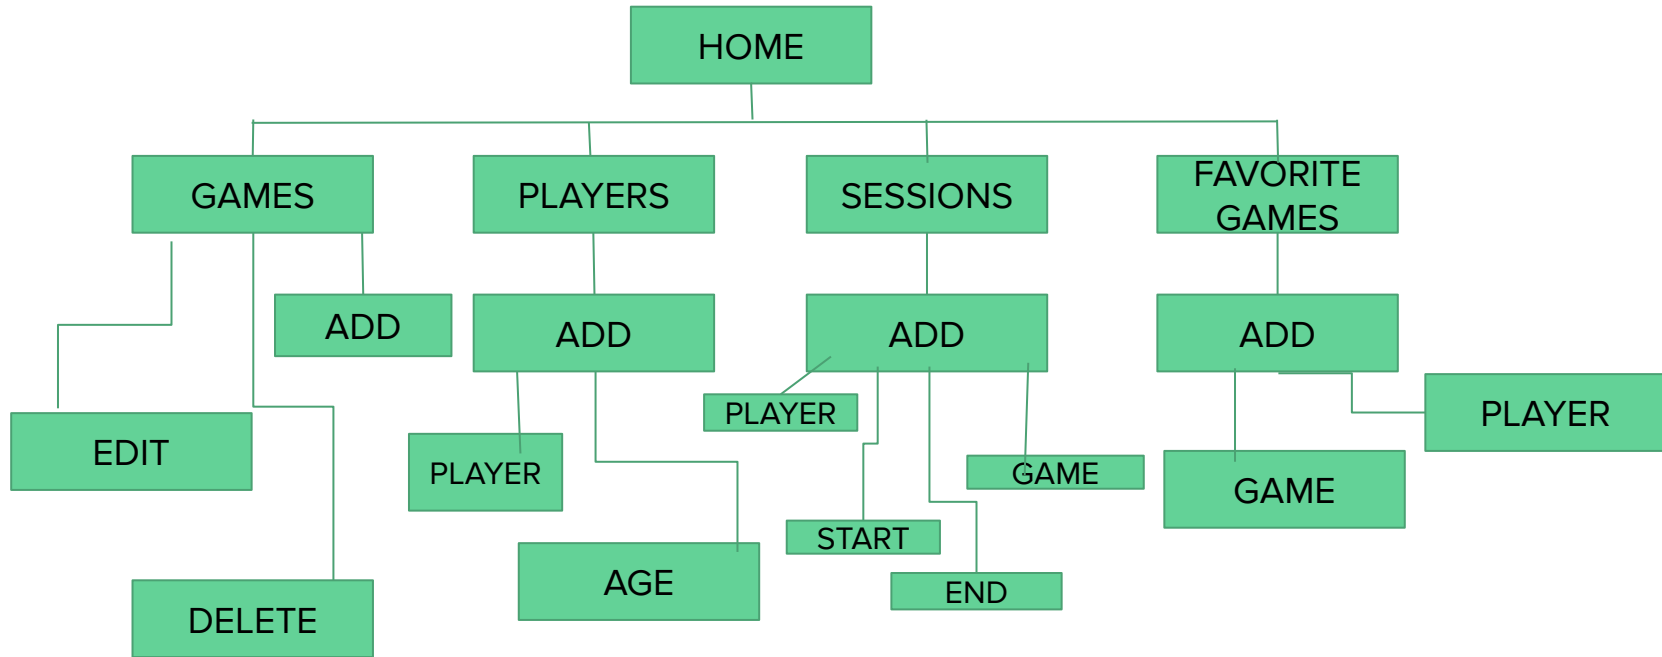 HOME
GAMES
PLAYERS
SESSIONS
FAVORITE
GAMES
ADD
ADD
ADD
ADD
PLAYER
PLAYER
EDIT
PLAYER
GAME
GAME
START
AGE
END
DELETE